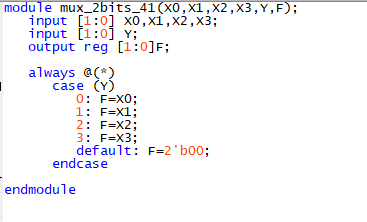 module mux_2bits_41(X0,X1,X2,X3,Y,F);
input [1:0] X0,X1,X2,X3;
input [1:0] Y;
output reg [1:0]F;
always @(*)
case (Y)
0: F=X0;
1: F=X1;
2: F=X2;
3: F=X3;
default: F=2'b00;
endcase
endmodule